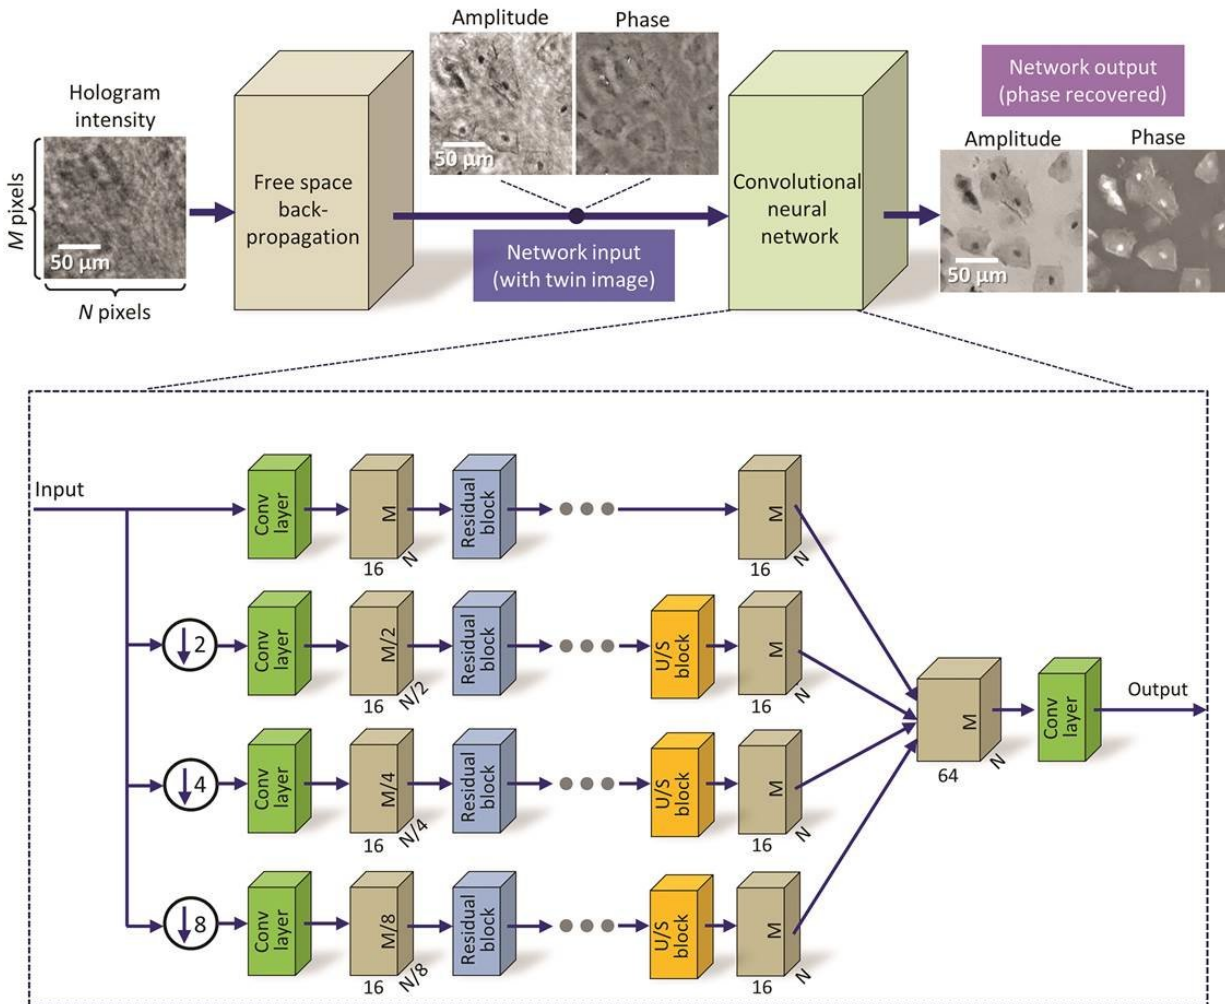 Amplitude
Phase
Hologram
intensity
M pixels
50 µm
N pixels
Free space
back-
propagation
50 µm
Network input
(with twin image)
Convolutional
neural
network
Network output
(phase recovered)
Amplitude
Phase
50 µm
Input
Conv
layer
M
N
16
Residual
block
M
N
16
2
Conv
layer
M/2
N/2
16
Residual
block
U/S
block
M
N
16
4
Conv
layer
M/4
N/4
16
Residual
block
U/S
block
M
N
16
8
Conv
layer
M/8
N/8
16
Residual
block
U/S
block
M
N
16
M
N
64
Conv
layer
Output